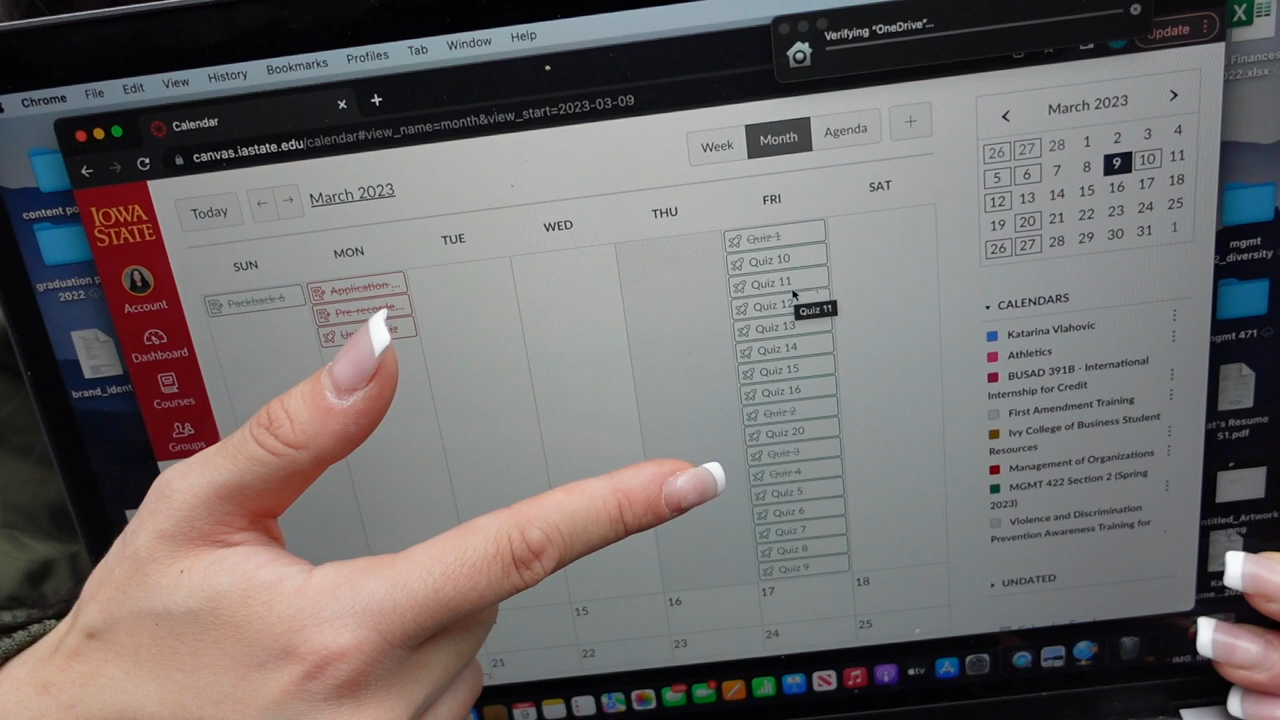 Chrome File Edit View History Bookmarks Profiles Tab Window Help
Verifying "OneDrive"...
Update
Finances
Calendar
canvas.iastate.edu/calendar#view_name=month&view_start=2023-03-09
IOWA
STATE
Account
Dashboard
Courses
Groups
Today
March 2023
Week Month Agenda
SUN MON TUE WED THU FRI SAT
Packback 6
Application ...
Pre-recorde...
Quiz 1
Quiz 10
Quiz 11
Quiz 12
Quiz 11
Quiz 13
Quiz 14
Quiz 15
Quiz 16
Quiz 2
Quiz 20
Quiz 3
Quiz 4
Quiz 5
Quiz 6
Quiz 7
Quiz 8
Quiz 9
15 16 17 18
21 22 23 24 25
March 2023
26 27 28 1 2 3 4
5 6 7 8 9 10 11
12 13 14 15 16 17 18
19 20 21 22 23 24 25
26 27 28 29 30 31 1
CALENDARS
Katarina Vlahovic
Athletics
BUSAD 391B - International
Internship for Credit
First Amendment Training
Ivy College of Business Student
Resources
Management of Organizations
MGMT 422 Section 2 (Spring
2023)
Violence and Discrimination
Prevention Awareness Training for
UNDATED
content po
graduation p
2022
brand_ident
mgmt
2_diversity
mgmt 471
at's Resume
S1.pdf
ntitled_Artwork
tv